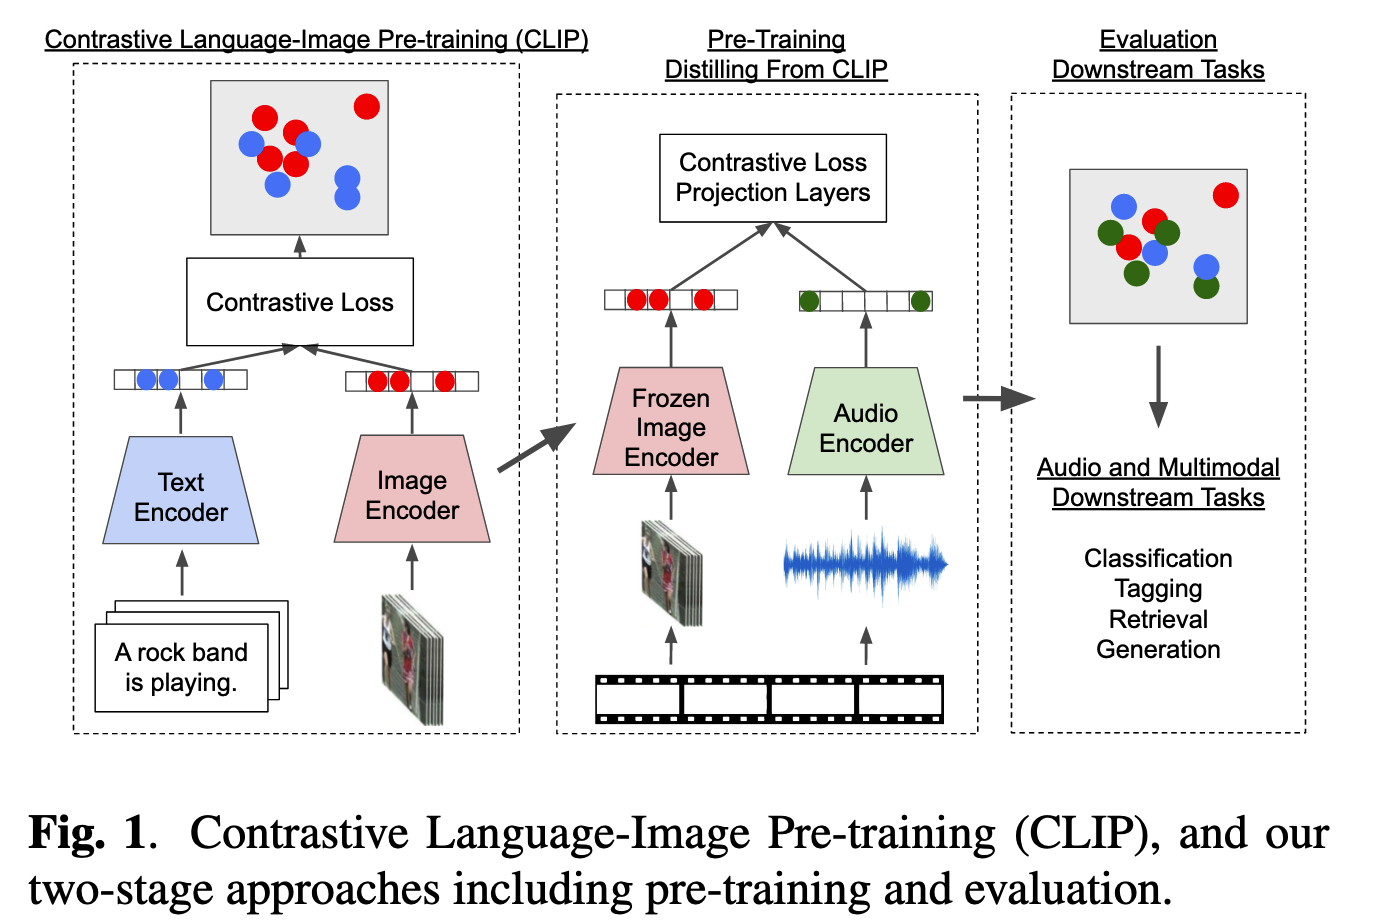 Contrastive Language-Image Pre-training (CLIP)
Contrastive Loss
Text
Encoder
Image
Encoder
A rock band
is playing.
Pre-Training
Distilling From CLIP
Contrastive Loss
Projection Layers
Frozen
Image
Encoder
Audio
Encoder
Evaluation
Downstream Tasks
Audio and Multimodal
Downstream Tasks
Classification
Tagging
Retrieval
Generation
Fig. 1. Contrastive Language-Image Pre-training (CLIP), and our
two-stage approaches including pre-training and evaluation.